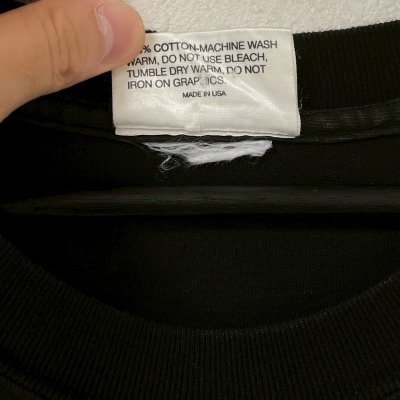 % COTTON-MACHINE WASH
WARM, DO NOT USE BLEACH,
TUMBLE DRY WARM, DO NOT
IRON ON GRAPHICS.
MADE IN USA